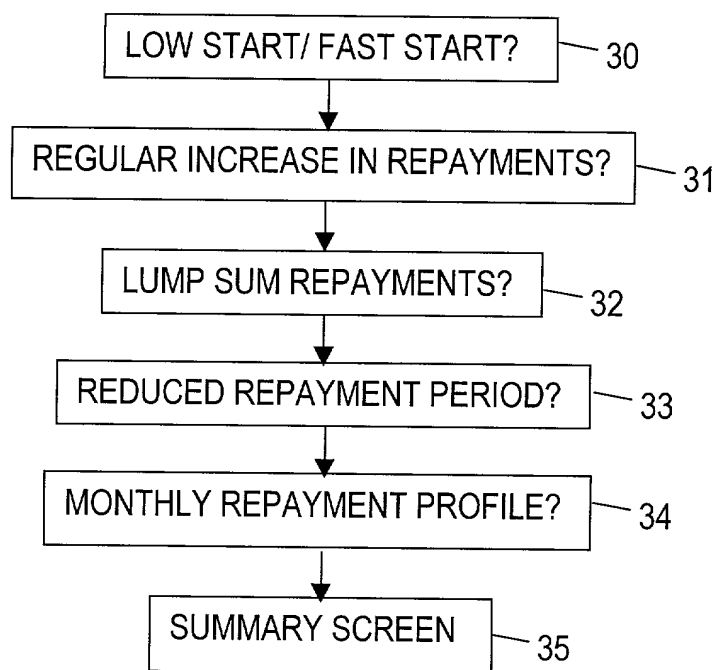 LOW START/ FAST START?
30
REGULAR INCREASE IN REPAYMENTS?
31
LUMP SUM REPAYMENTS?
32
REDUCED REPAYMENT PERIOD?
33
MONTHLY REPAYMENT PROFILE?
34
SUMMARY SCREEN
35